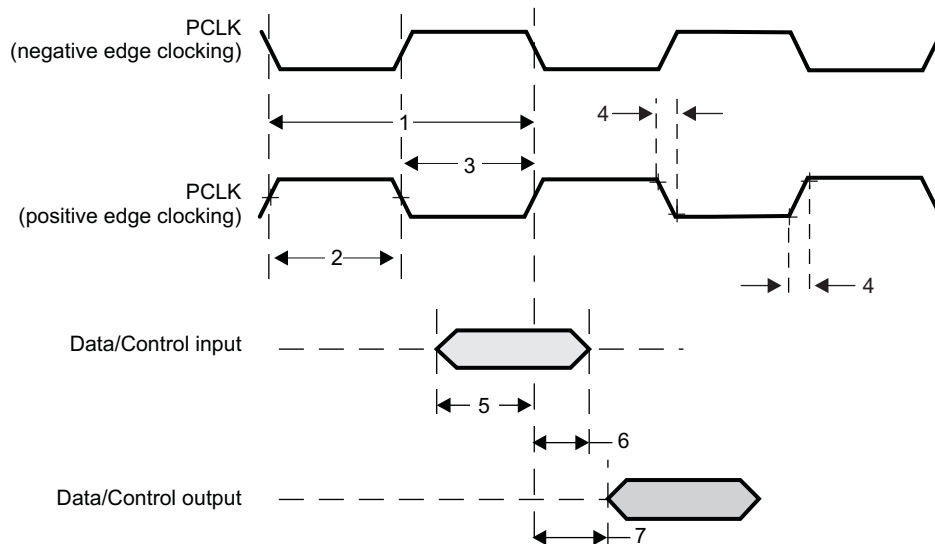 PCLK
(negative edge clocking)
1
4
3
PCLK
(positive edge clocking)
2
4
Data/Control input
5
6
Data/Control output
7